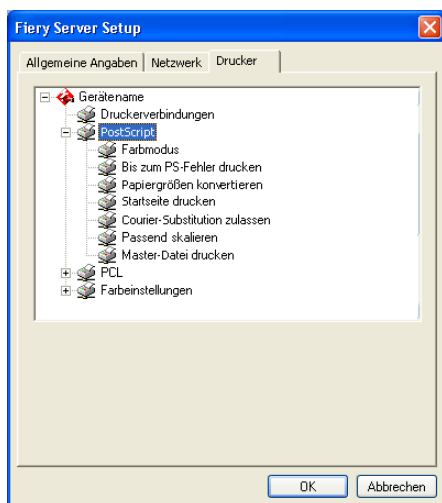 Fiery Server Setup
Allgemeine Angaben Netzwerk Drucker
Gerätename
Druckerverbindungen
PostScript
Farbmodus
Bis zum PS-Fehler drucken
Papiergrößen konvertieren
Startseite drucken
Courier-Substitution zulassen
Passend skalieren
Master-Datei drucken
PCL
Farbeinstellungen
OK Abbrechen